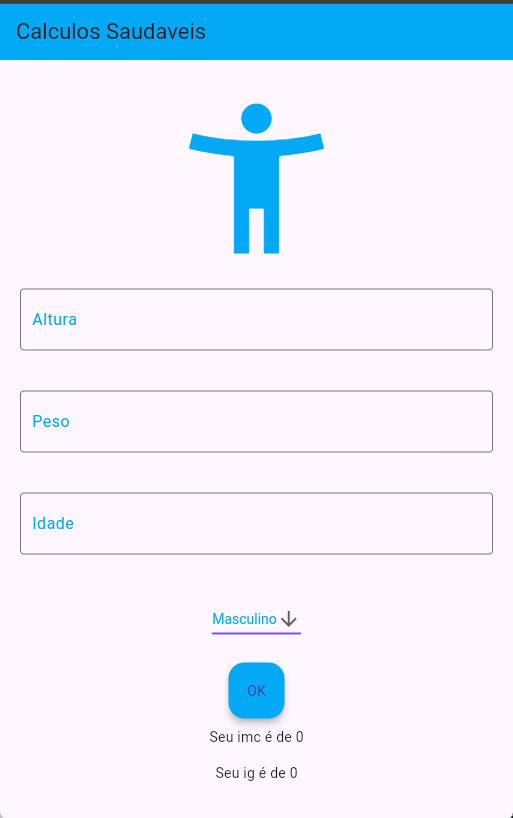 Calculos Saudaveis
Altura
Peso
Idade
Masculino
OK
Seu imc é de 0
Seu ig é de 0